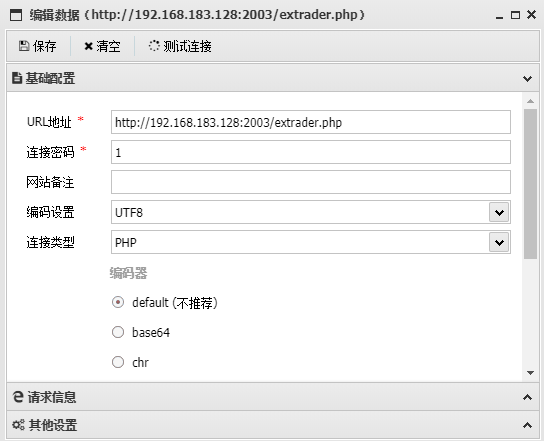 编辑数据（http://192.168.183.128:2003/extrader.php）
保存 清空 测试连接
基础配置
URL地址 * http://192.168.183.128:2003/extrader.php
连接密码 * 1
网站备注
编码设置 UTF8
连接类型 PHP
编码器
default (不推荐)
base64
chr
请求信息
其他设置